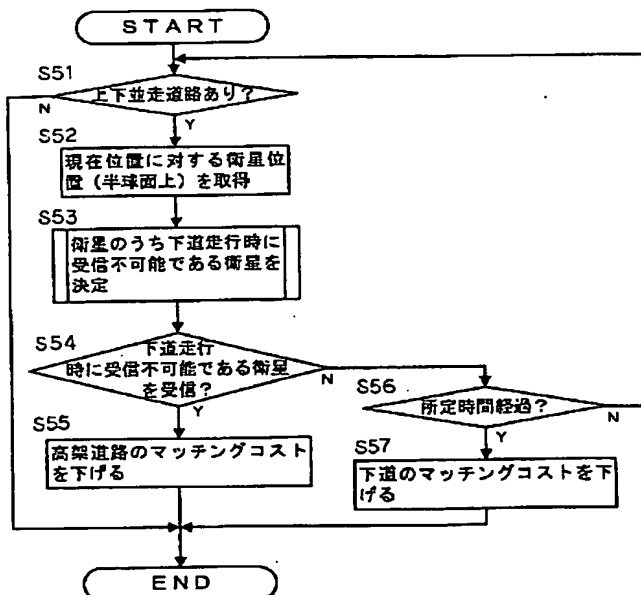 START
S51
上下並走道路あり?
N
Y
S52
現在位置に対する衛星位
置(半球面上)を取得
S53
衛星のうち下道走行時に
受信不可能である衛星を
決定
S54
下道走行
時に受信不可能である衛星
を受信?
N
Y
S55
高架道路のマッチングコスト
を下げる
S56
所定時間経過?
N
Y
S57
下道のマッチングコストを下
げる
END